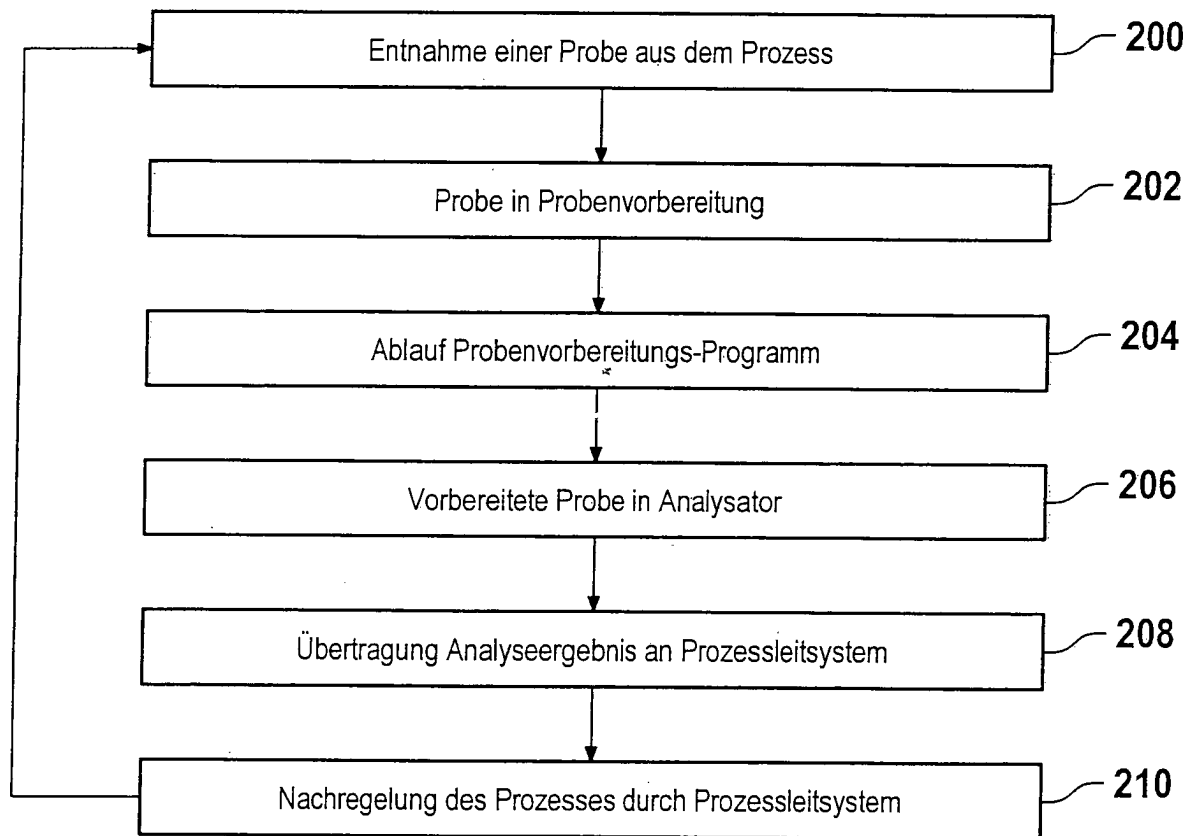 Entnahme einer Probe aus dem Prozess
200
Probe in Probenvorbereitung
202
Ablauf Probenvorbereitungs-Programm
204
Vorbereitete Probe in Analysator
206
Übertragung Analyseergebnis an Prozessleitsystem
208
Nachregelung des Prozesses durch Prozessleitsystem
210